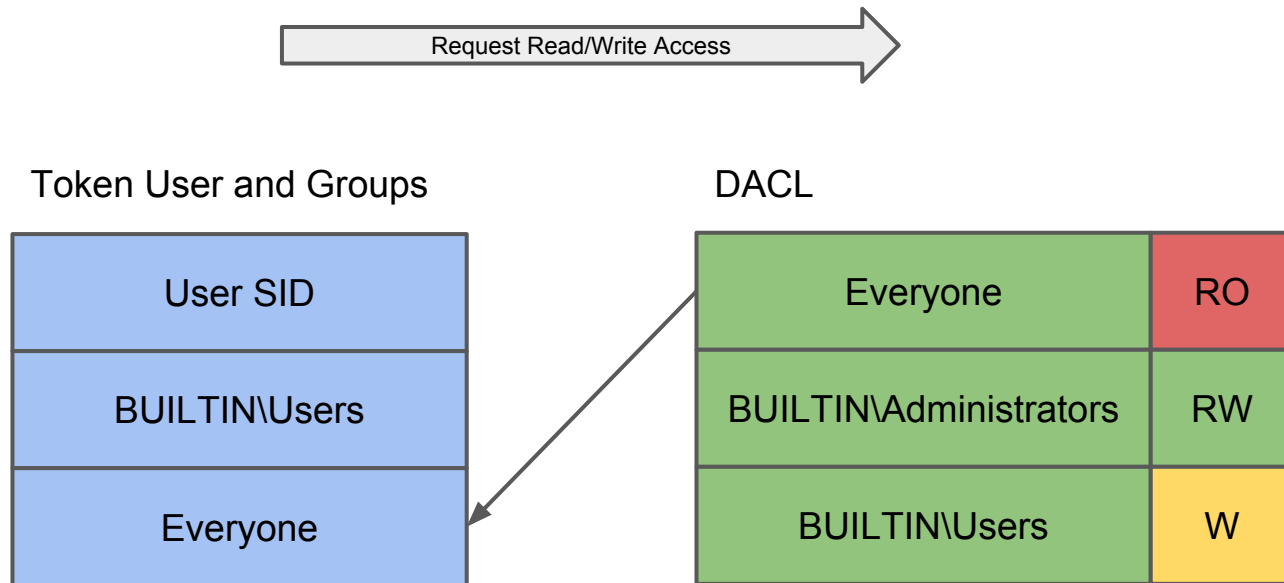 Request Read/Write Access
Token User and Groups
DACL
User SID
BUILTIN\Users
Everyone
Everyone RO
BUILTIN\Administrators RW
BUILTIN\Users W